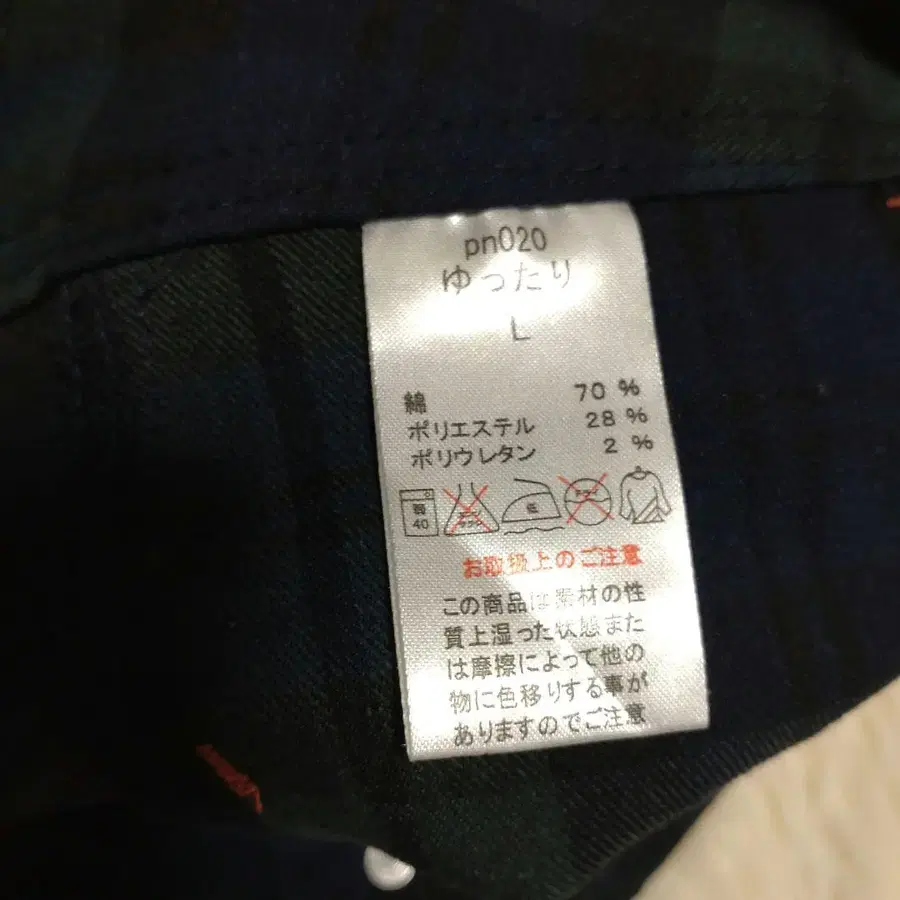 pn020
ゆったり
L
綿 70 %
ポリエステル 28 %
ポリウレタン 2 %
弱
40
低
お取扱上のご注意
この商品は素材の性
質上湿った状態また
は摩擦によって他の
物に色移りする事が
ありますのでご注意